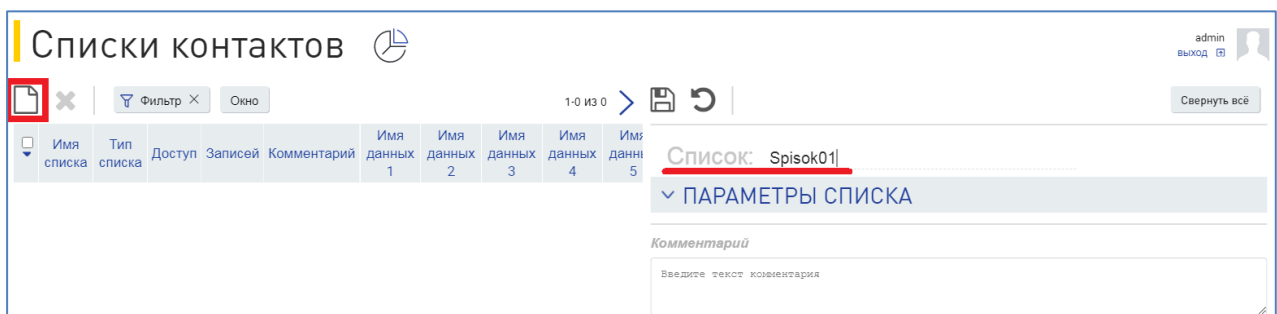 Списки контактов
admin
выход
Фильтр × Окно
1-0 из 0
Свернуть всё
Имя списка
Тип списка
Доступ
Записей
Комментарий
Имя данных 1
Имя данных 2
Имя данных 3
Имя данных 4
Имя данн 5
Список: Spisok01
ПАРАМЕТРЫ СПИСКА
Комментарий
Введите текст комментария